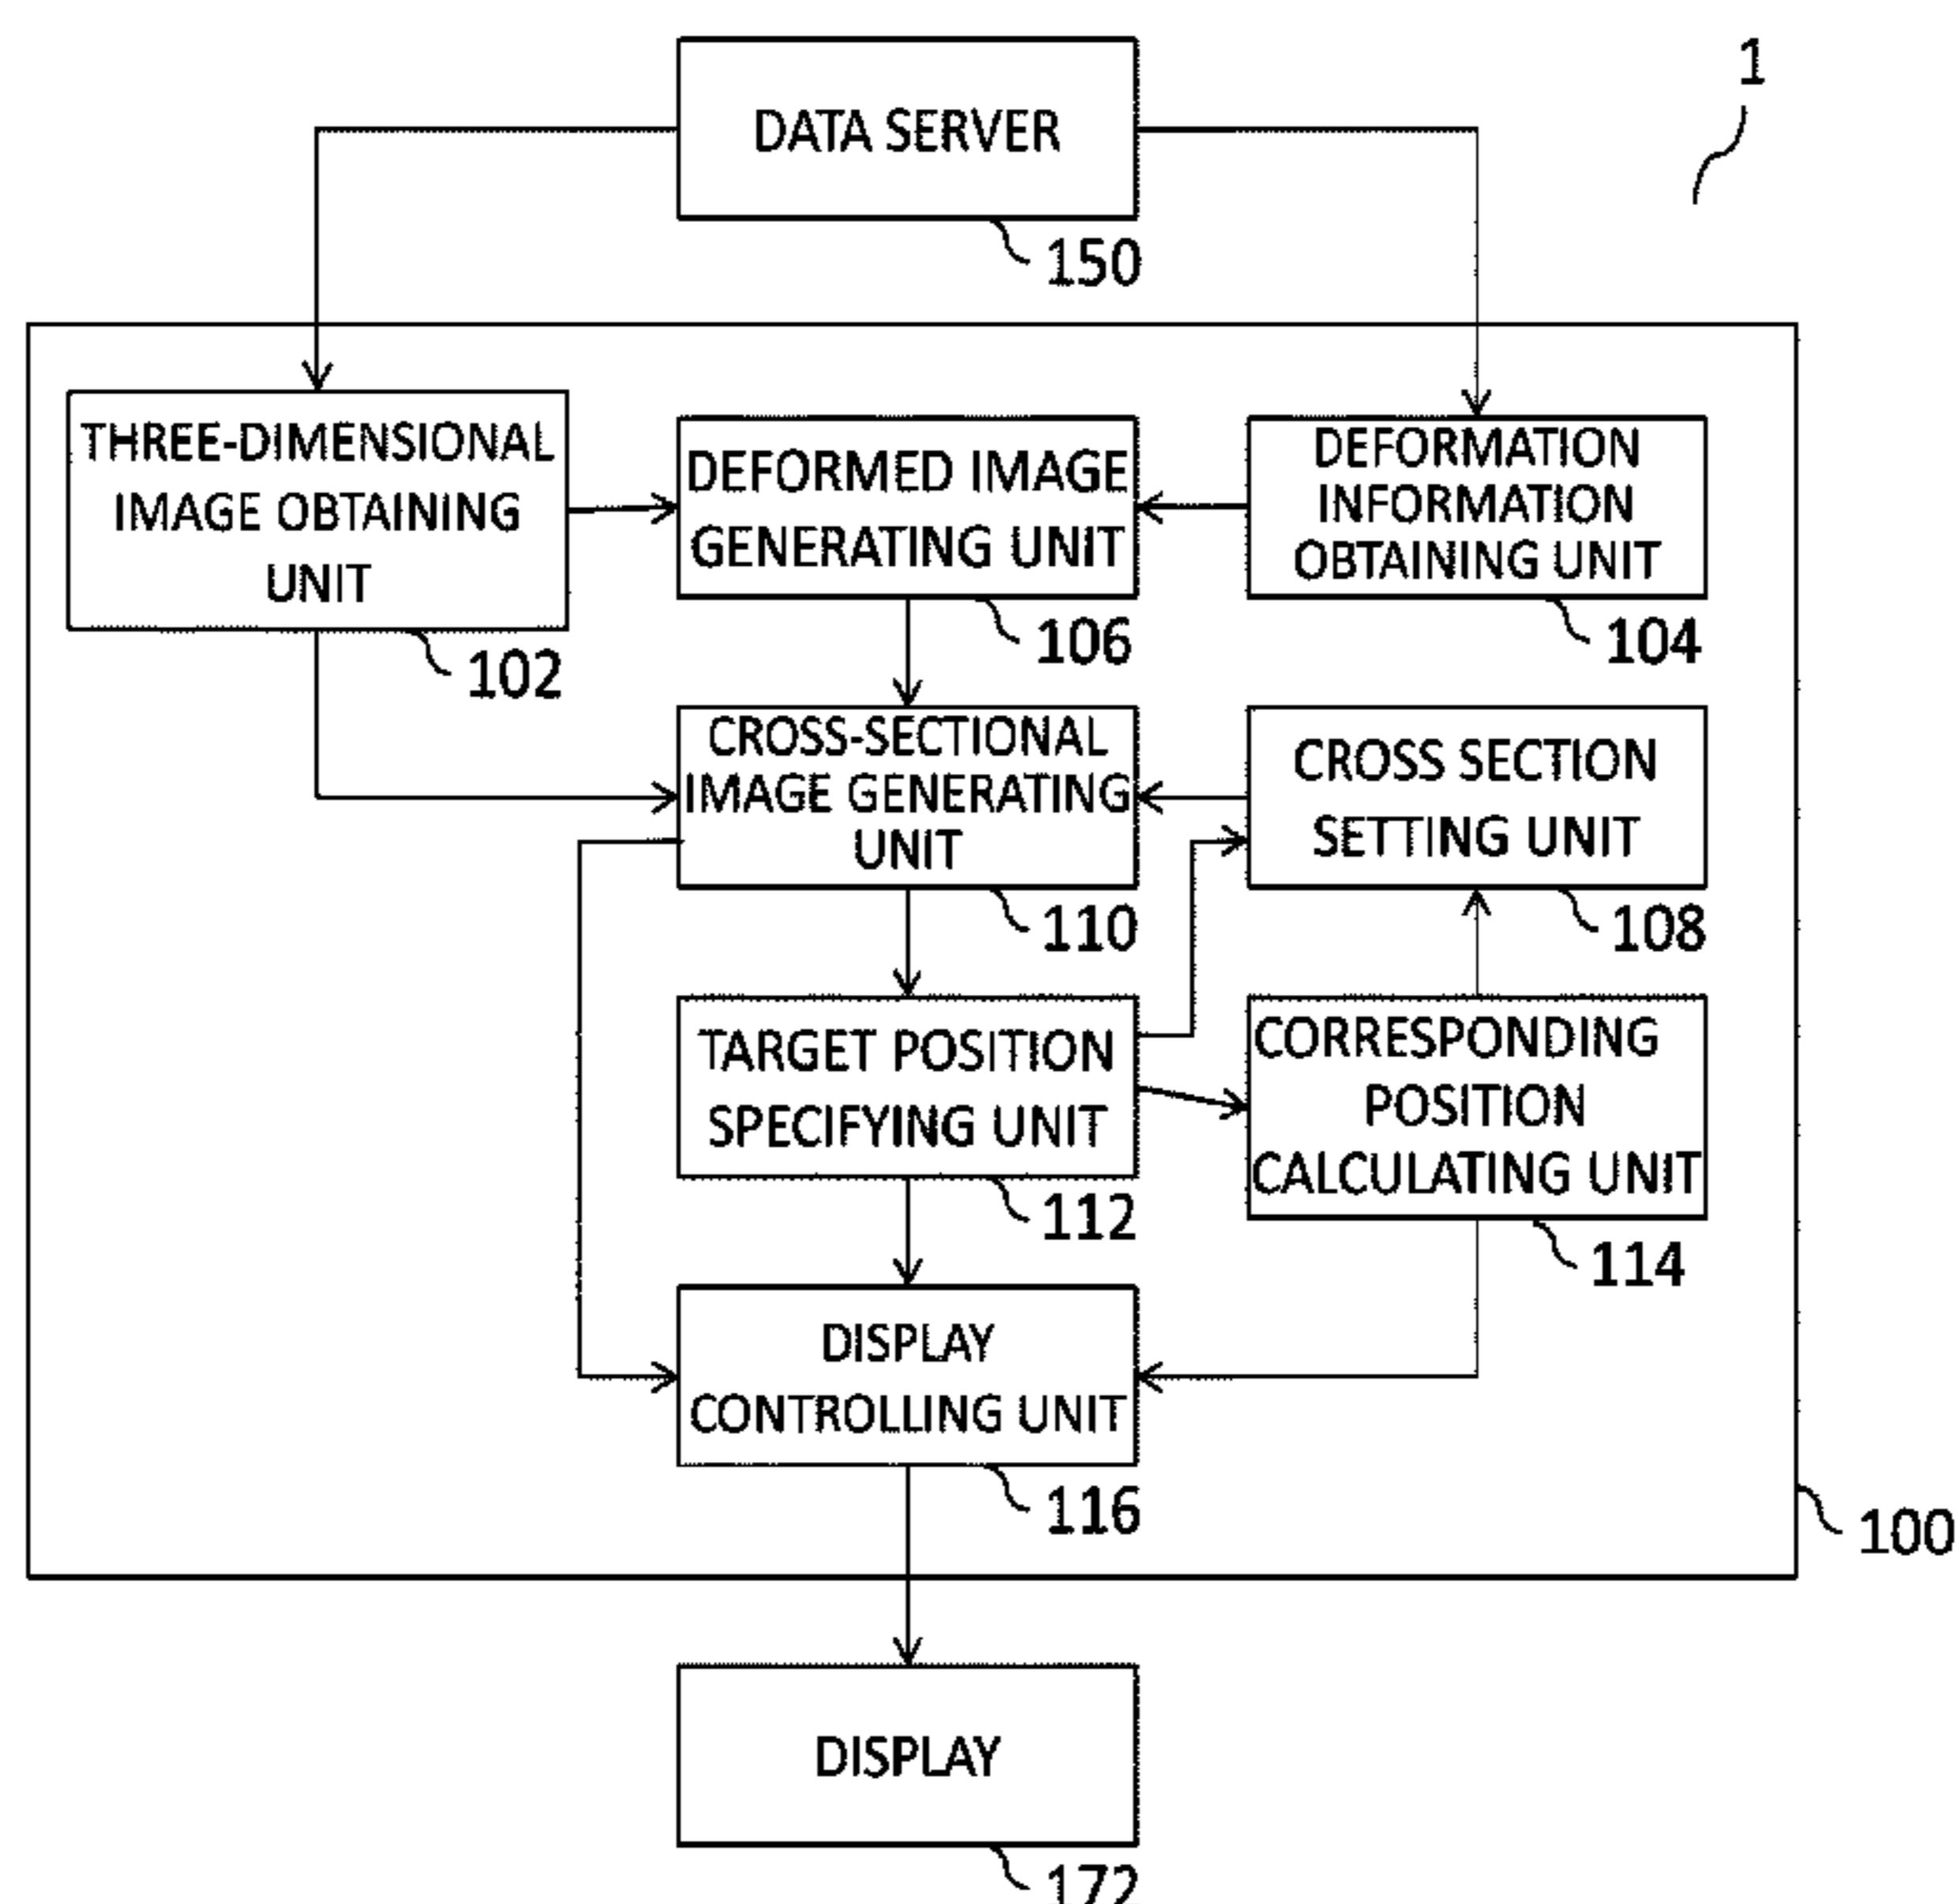 1
DATA SERVER
150
THREE-DIMENSIONAL
IMAGE OBTAINING
UNIT
102
DEFORMED IMAGE
GENERATING UNIT
106
DEFORMATION
INFORMATION
OBTAINING UNIT
104
CROSS-SECTIONAL
IMAGE GENERATING
UNIT
110
CROSS SECTION
SETTING UNIT
108
TARGET POSITION
SPECIFYING UNIT
112
CORRESPONDING
POSITION
CALCULATING UNIT
114
DISPLAY
CONTROLLING UNIT
116
100
DISPLAY
172